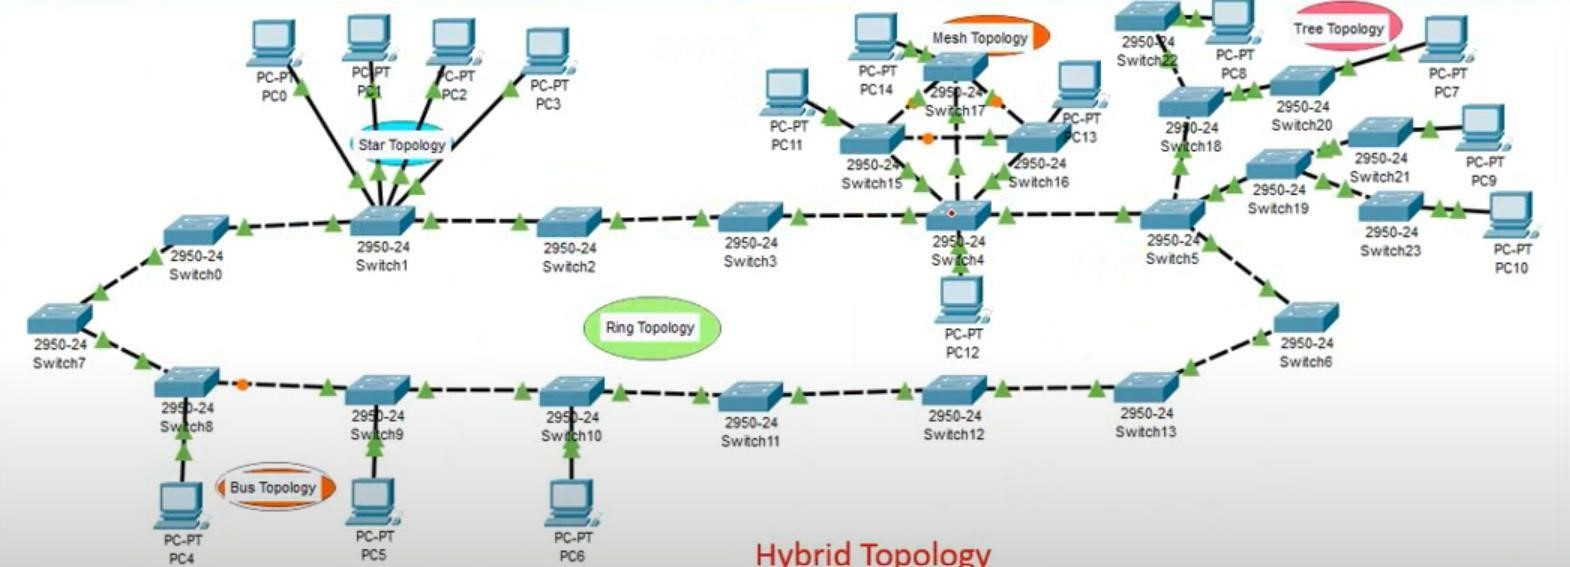 PC-PT
PC0
PC-PT
PC1
PC-PT
PC2
PC-PT
PC3
Star Topology
PC-PT
PC14
Mesh Topology
2950-24
Switch17
PC-PT
PC11
PC-PT
PC13
2950-24
Switch15
2950-24
Switch16
2950-24
Switch22
PC-PT
PC8
Tree Topology
PC-PT
PC7
2950-24
Switch18
2950-24
Switch20
2950-24
Switch21
PC-PT
PC9
2950-24
Switch19
2950-24
Switch23
PC-PT
PC10
2950-24
Switch0
2950-24
Switch1
2950-24
Switch2
2950-24
Switch3
2950-24
Switch4
2950-24
Switch5
PC-PT
PC12
Ring Topology
2950-24
Switch7
2950-24
Switch6
2950-24
Switch8
2950-24
Switch9
2950-24
Switch10
2950-24
Switch11
2950-24
Switch12
2950-24
Switch13
Bus Topology
PC-PT
PC4
PC-PT
PC5
PC-PT
PC6
Hybrid Topology